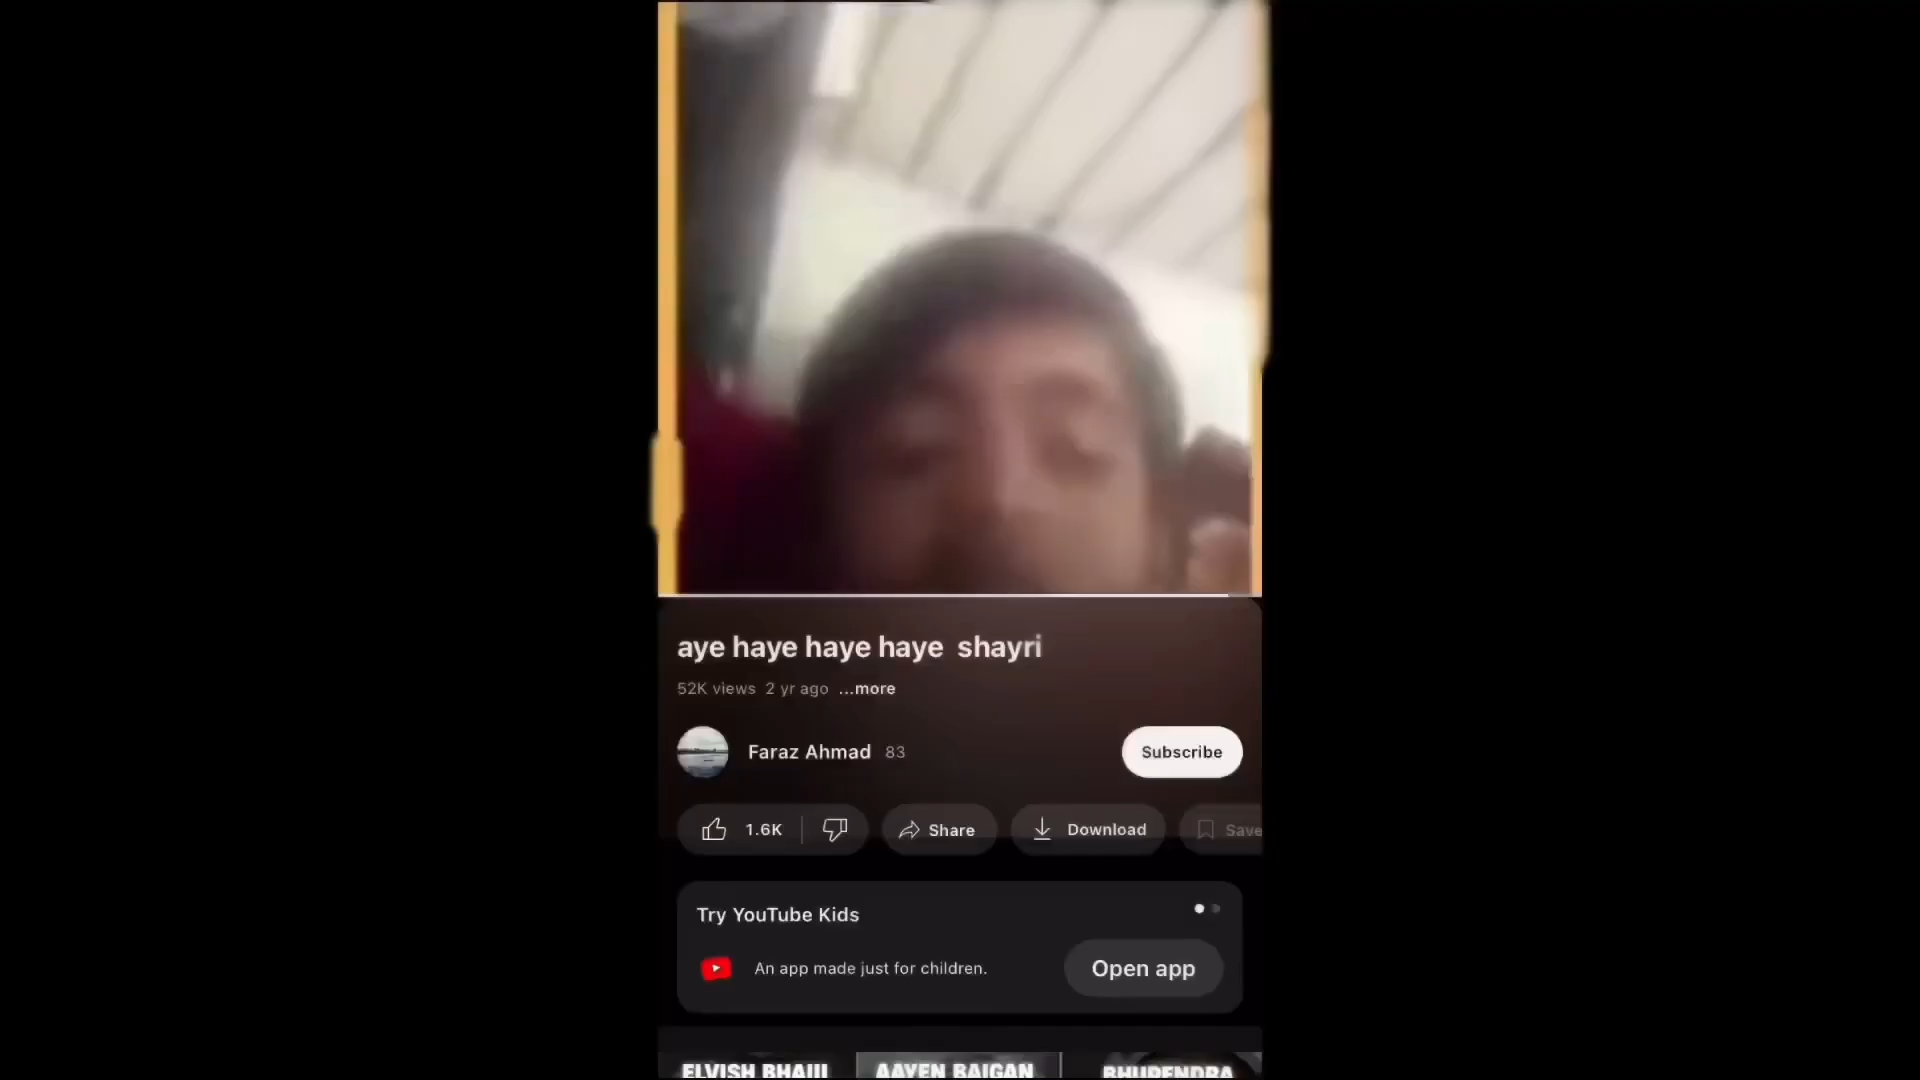 aye haye haye haye shayri
52K views 2 yr ago ...more
Faraz Ahmad 83
Subscribe
1.6K
Share
Download
Save
Try YouTube Kids
An app made just for children.
Open app
ELVISH BHAIII AAYEN BAIGAN BHUPENDRA